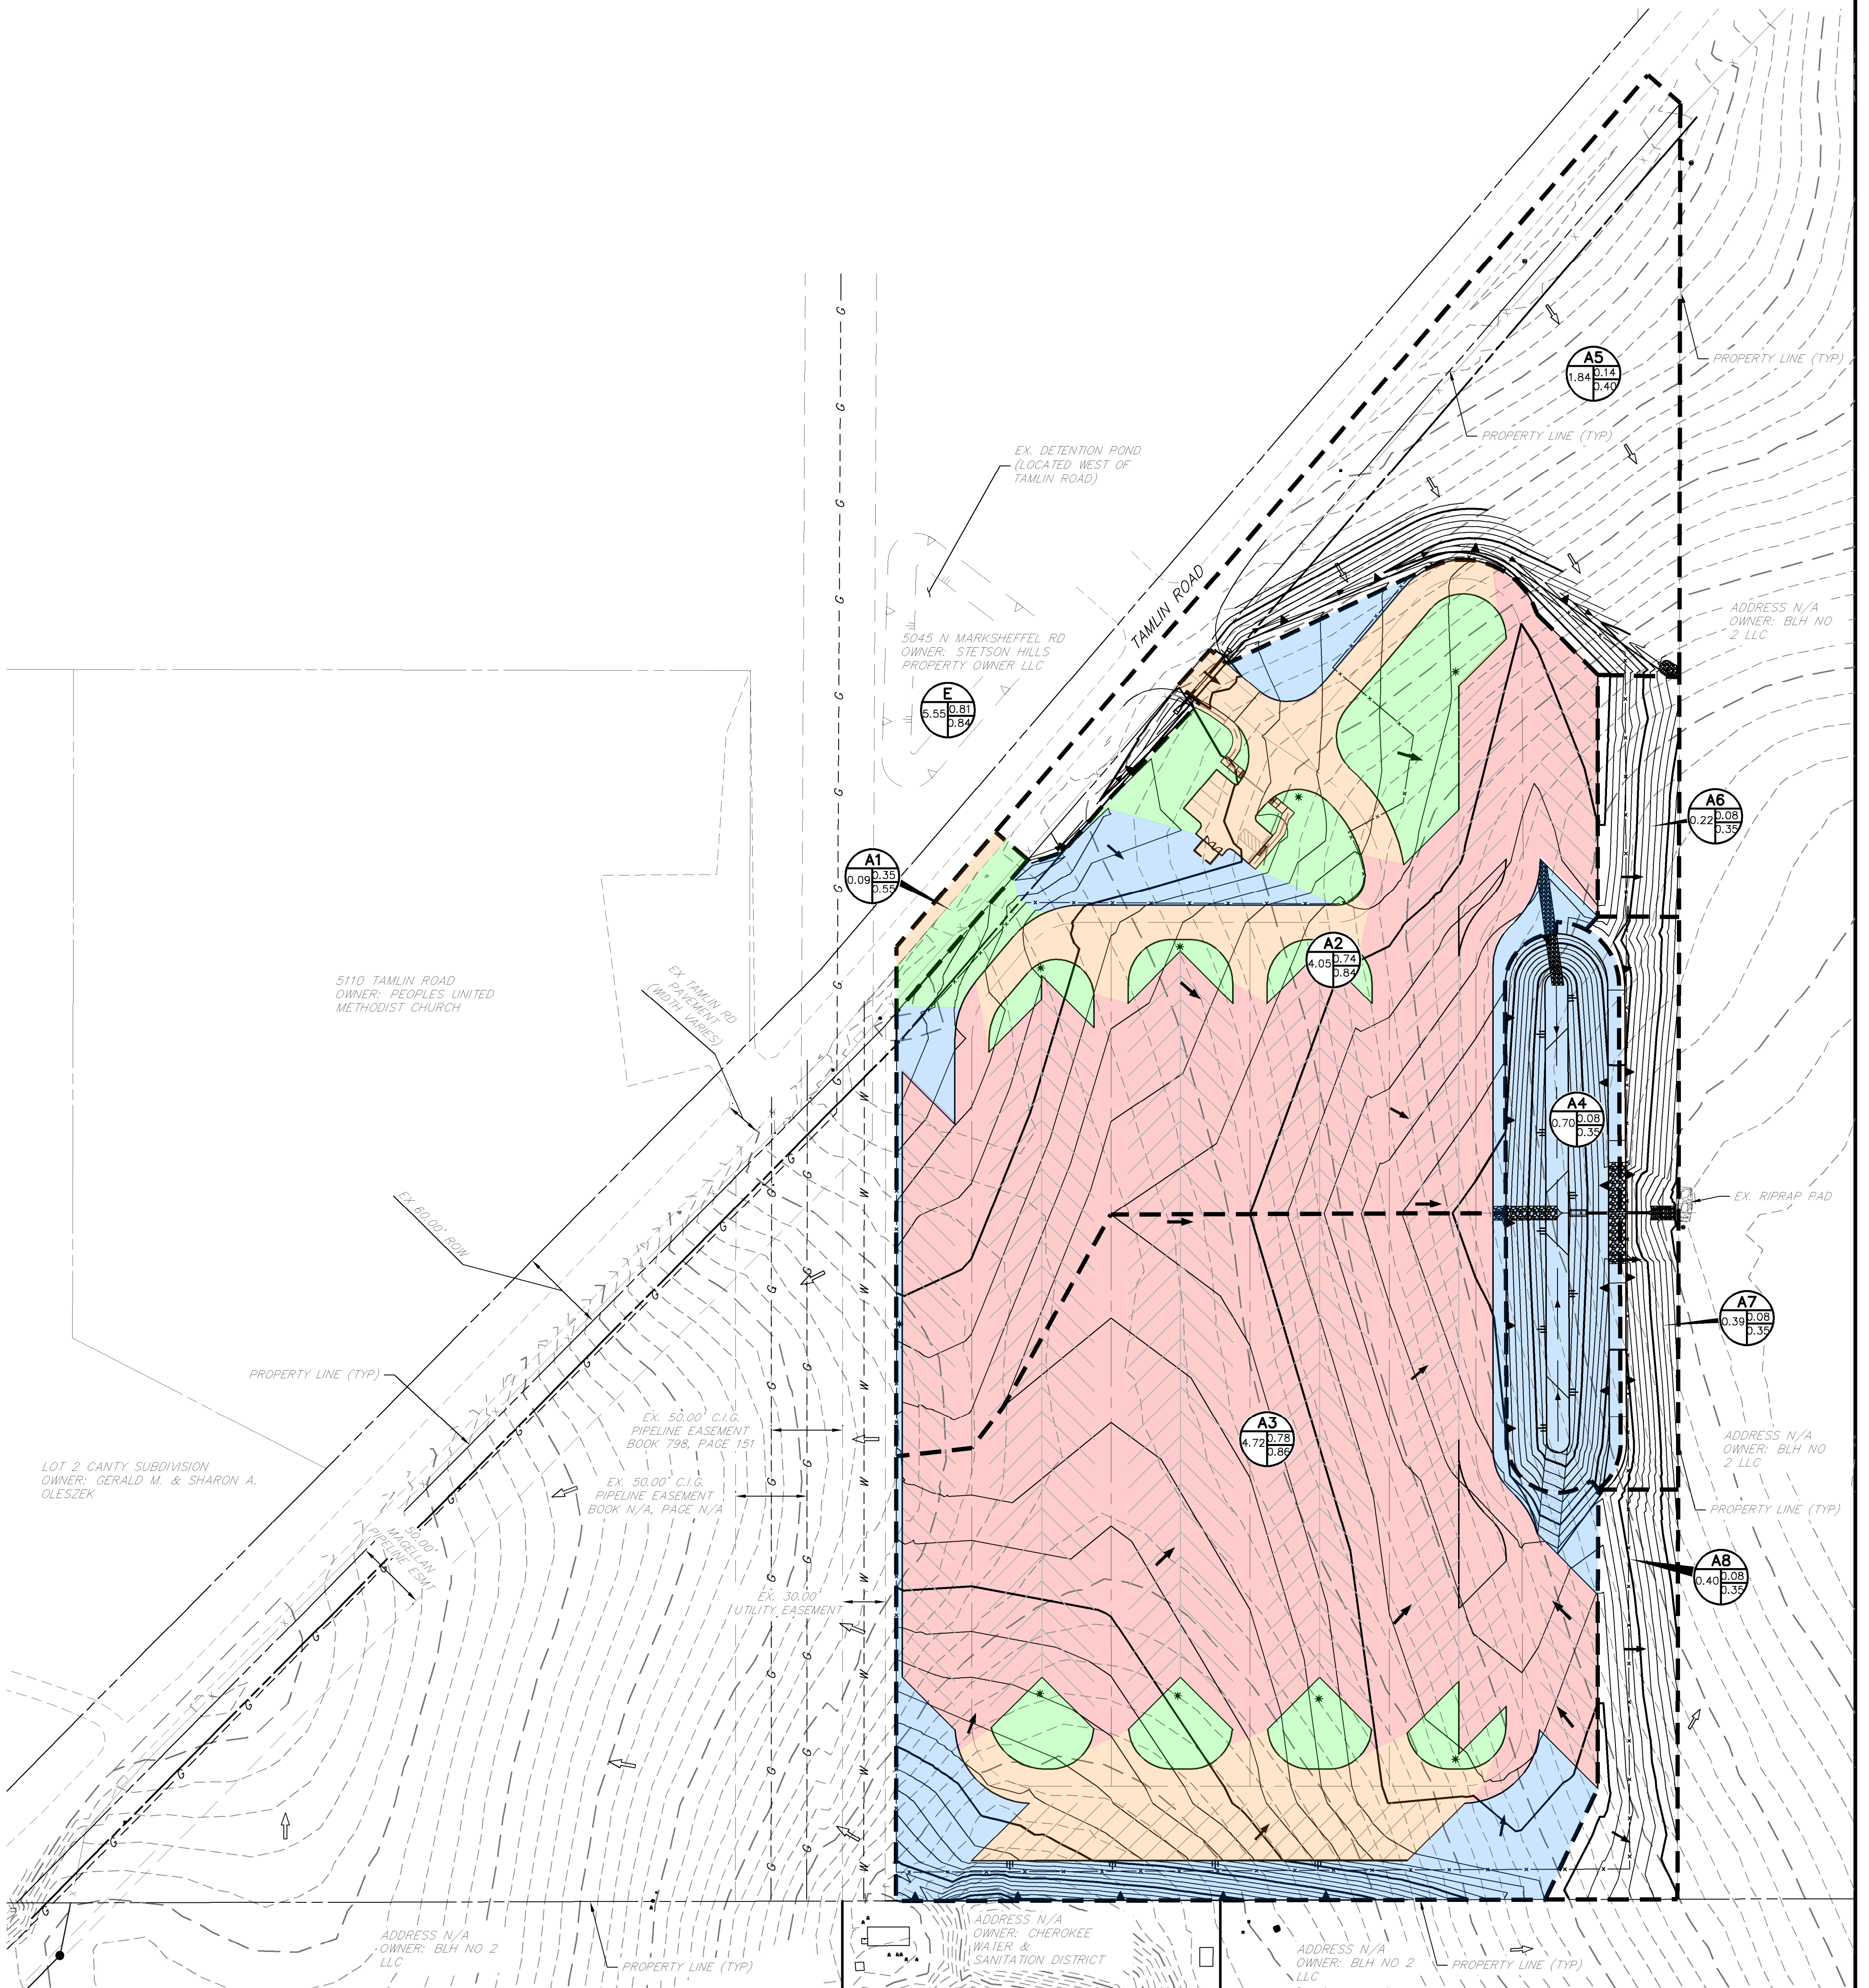 PROPERTY LINE (TYP)
A5
1.84
0.14
0.40
PROPERTY LINE (TYP)
EX. DETENTION POND
(LOCATED WEST OF
TAMLIN ROAD)
TAMLIN ROAD
5045 N MARKSHEFFEL RD
OWNER: STETSON HILLS
PROPERTY OWNER LLC
ADDRESS N/A
OWNER: BLH NO
2 LLC
E
5.55
0.81
0.84
A6
0.22
0.08
0.35
A1
0.09
0.35
0.55
A2
4.05
0.74
0.84
5110 TAMLIN ROAD
OWNER: PEOPLES UNITED
METHODIST CHURCH
EX TAMLIN RD
PAVEMENT
(WIDTH VARIES)
A4
0.70
0.08
0.35
EX. RIPRAP PAD
EX 60.00' ROW
A7
0.39
0.08
0.35
PROPERTY LINE (TYP)
EX. 50.00' C.I.G.
PIPELINE EASEMENT
BOOK 798, PAGE 151
A3
4.72
0.78
0.86
ADDRESS N/A
OWNER: BLH NO
2 LLC
LOT 2 CANTY SUBDIVISION
OWNER: GERALD M. & SHARON A.
OLESZEK
EX. 50.00' C.I.G.
PIPELINE EASEMENT
BOOK N/A, PAGE N/A
PROPERTY LINE (TYP)
50.00'
MAGELLAN
PIPELINE ESMT
EX. 30.00'
UTILITY EASEMENT
A8
0.40
0.08
0.35
ADDRESS N/A
OWNER: BLH NO 2
LLC
PROPERTY LINE (TYP)
ADDRESS N/A
OWNER: CHEROKEE
WATER &
SANITATION DISTRICT
ADDRESS N/A
OWNER: BLH NO 2
LLC
PROPERTY LINE (TYP)